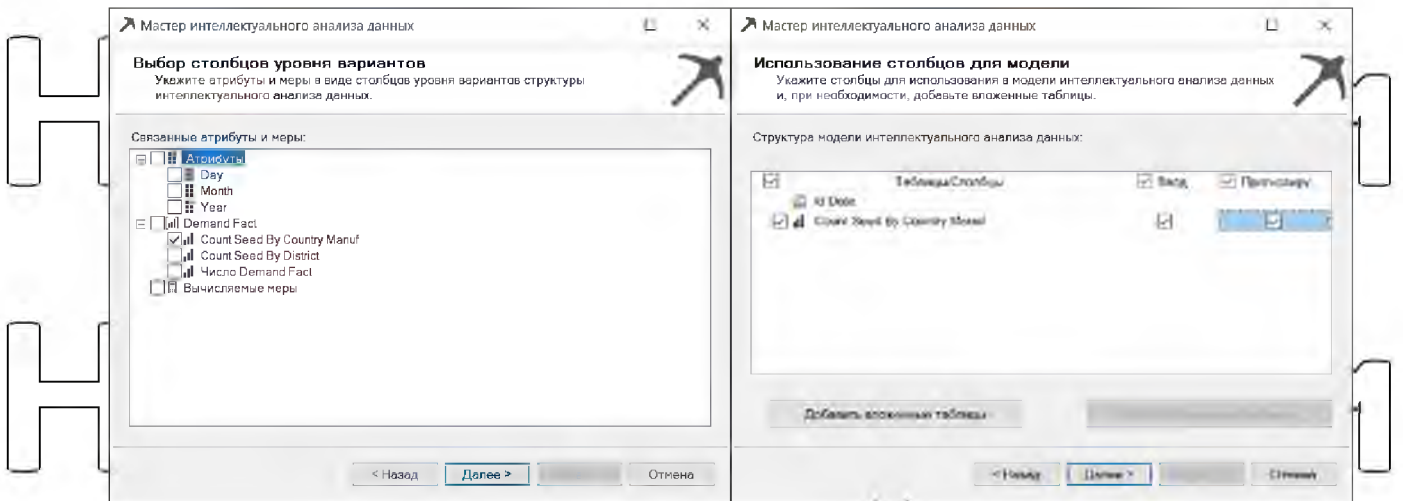 Мастер интеллектуального анализа данных
Выбор столбцов уровня вариантов
Укажите атрибуты и меры в виде столбцов уровня вариантов структуры
интеллектуального анализа данных.
Связанные атрибуты и меры:
Атрибуты
Day
Month
Year
Demand Fact
Count Seed By Country Manuf
Count Seed By District
Число Demand Fact
Вычисляемые меры
< Назад
Далее >
Отмена
Мастер интеллектуального анализа данных
Использование столбцов для модели
Укажите столбцы для использования в модели интеллектуального анализа данных
и, при необходимости, добавьте вложенные таблицы.
Структура модели интеллектуального анализа данных:
Таблицы/Столбцы
Ввод
Id Date
Count Seed By Country Manuf
Добавить вложенные таблицы
< Назад
Далее >
Отмена